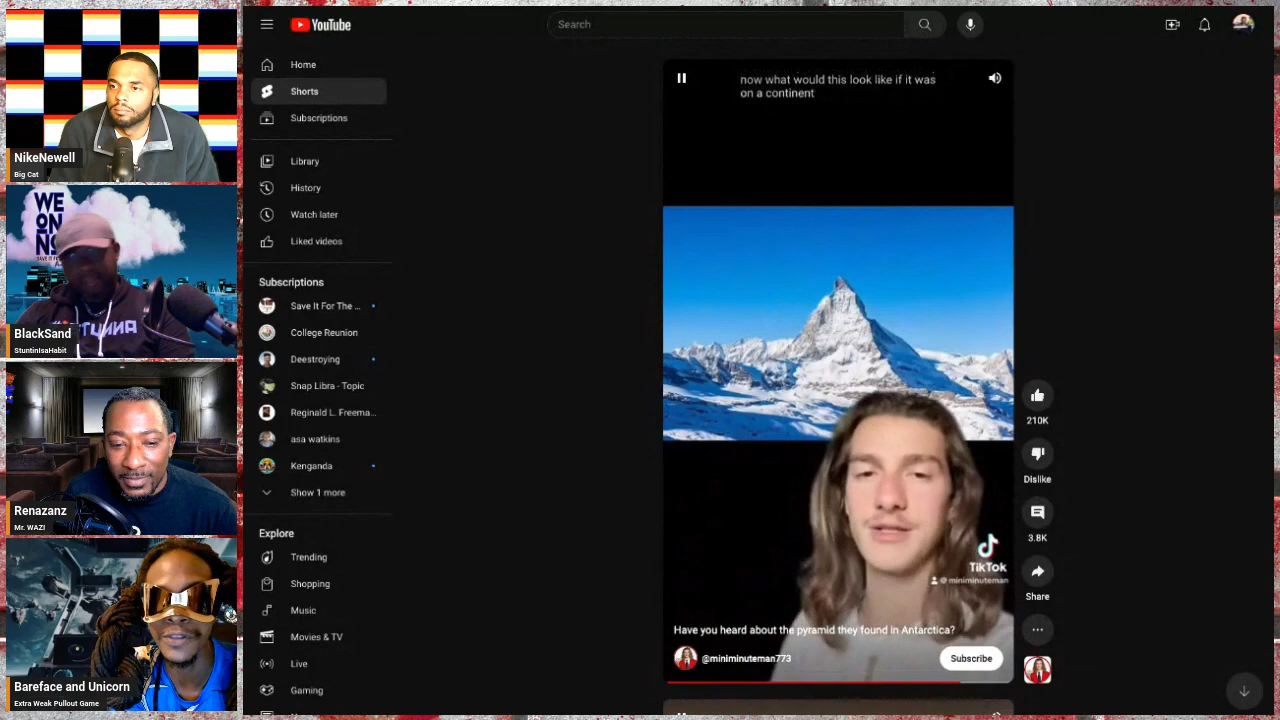 NikeNewell
Big Cat
WE
ON
NO
BlackSand
StuntinIsaHabit
Renazanz
Mr. WAZI
Bareface and Unicorn
Extra Weak Pullout Game
YouTube
Search
Home
Shorts
Subscriptions
Library
History
Watch later
Liked videos
Subscriptions
Save It For The ...
College Reunion
Deestroying
Snap Libra - Topic
Reginald L. Freema...
asa watkins
Kenganda
Show 1 more
Explore
Trending
Shopping
Music
Movies & TV
Live
Gaming
now what would this look like if it was
on a continent
TikTok
@miniminuteman
Have you heard about the pyramid they found in Antarctica?
@miniminuteman773
Subscribe
210K
Dislike
3.8K
Share